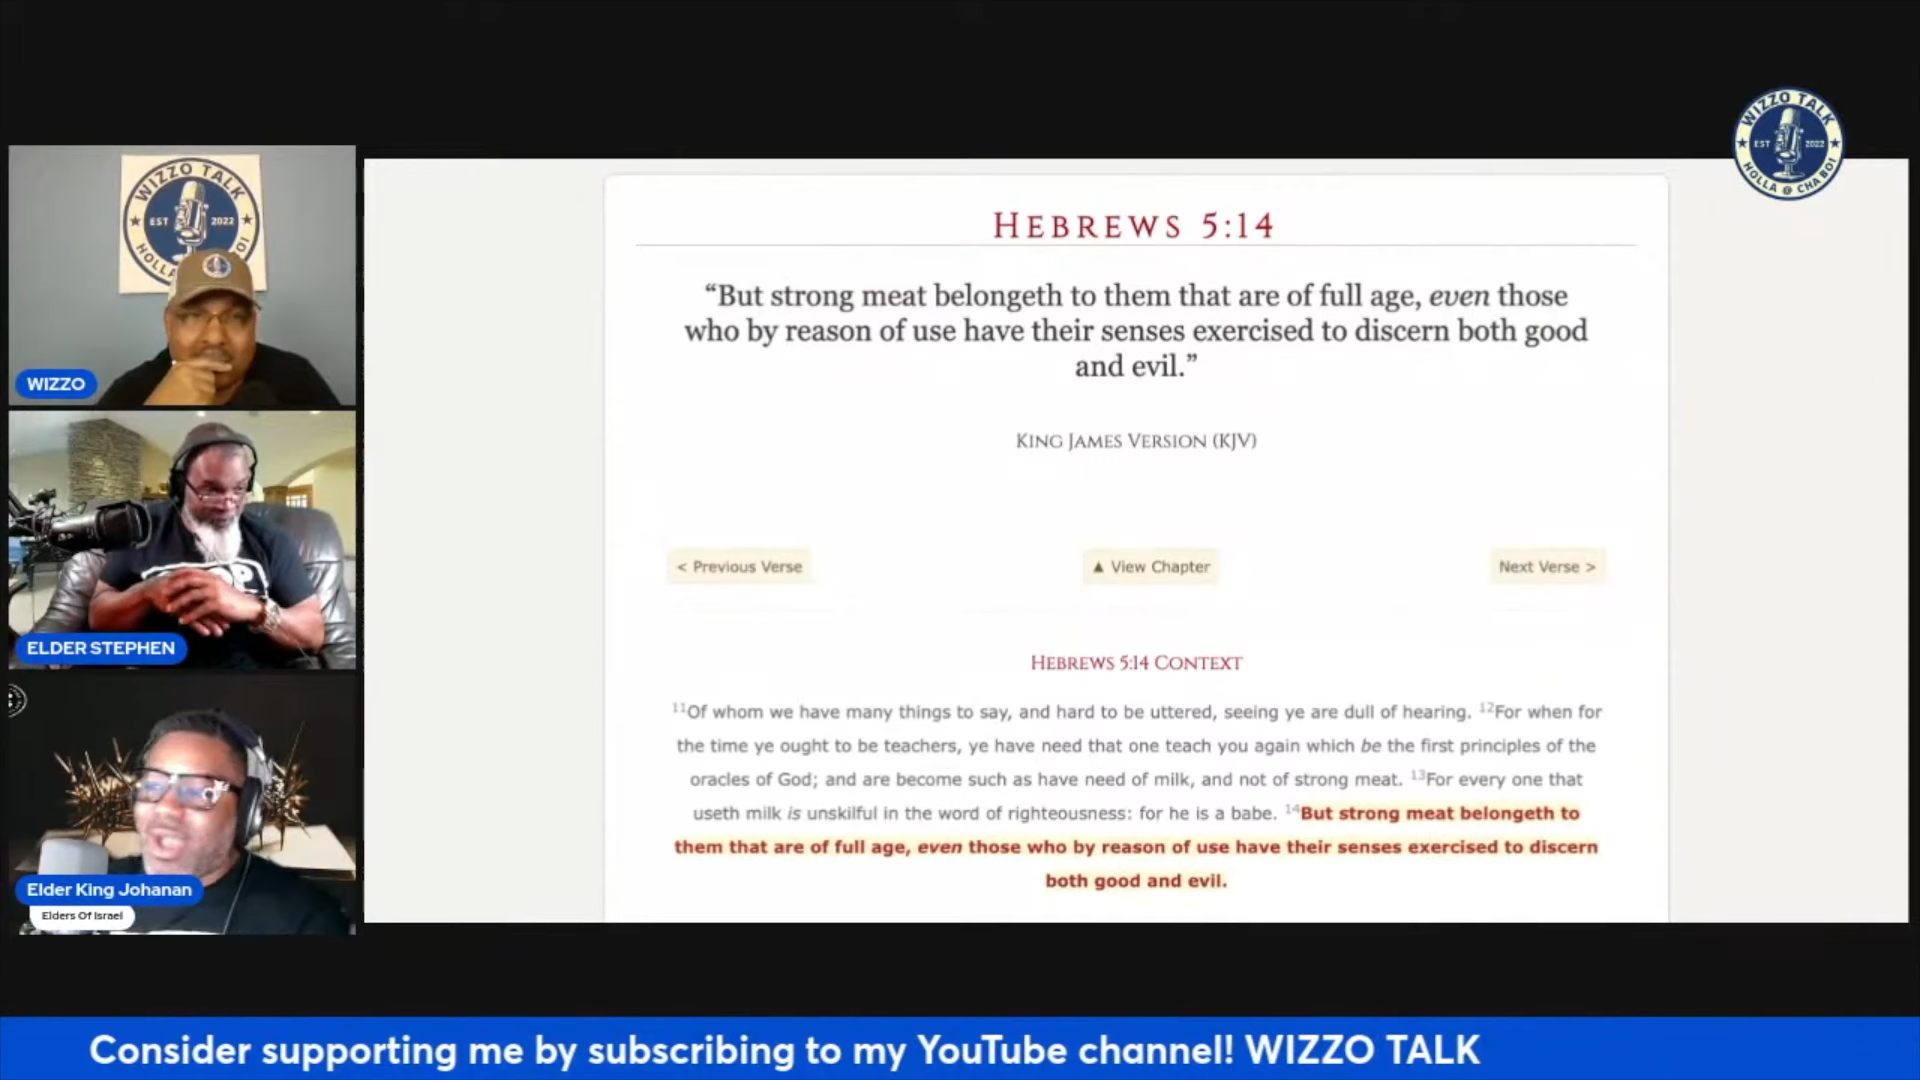 WIZZO TALK
EST 2022
HOLLA @ CHA BOI
WIZZO TALK
EST 2022
HOLLA
WIZZO
ELDER STEPHEN
Elder King Johanan
Elders Of Israel
HEBREWS 5:14
“But strong meat belongeth to them that are of full age, even those
who by reason of use have their senses exercised to discern both good
and evil.”
KING JAMES VERSION (KJV)
< Previous Verse
▲ View Chapter
Next Verse >
HEBREWS 5:14 CONTEXT
11Of whom we have many things to say, and hard to be uttered, seeing ye are dull of hearing. 12For when for
the time ye ought to be teachers, ye have need that one teach you again which be the first principles of the
oracles of God; and are become such as have need of milk, and not of strong meat. 13For every one that
useth milk is unskilful in the word of righteousness: for he is a babe. 14But strong meat belongeth to
them that are of full age, even those who by reason of use have their senses exercised to discern
both good and evil.
Consider supporting me by subscribing to my YouTube channel! WIZZO TALK